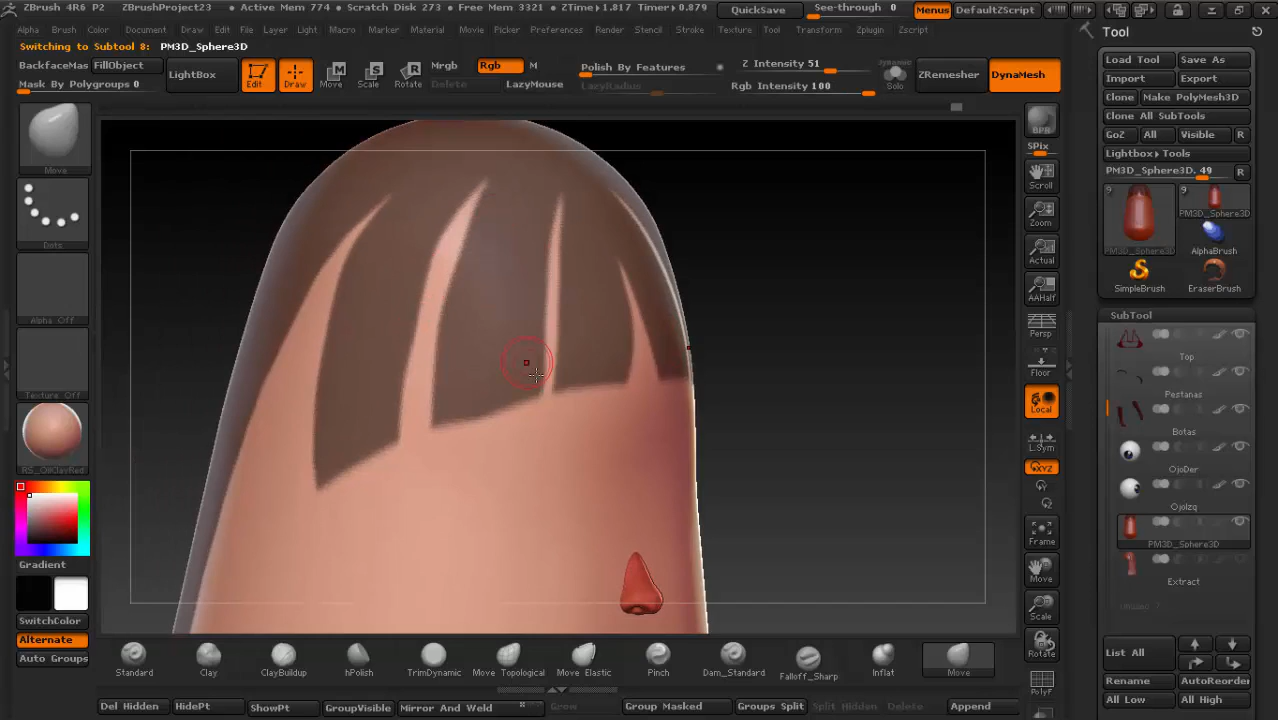 ZBrush 4R6 P2 ZBrushProject23 • Active Mem 774 • Scratch Disk 273 • Free Mem 3321 • ZTime▸1.817 Timer▸0.879 QuickSave See-through 0 Menus DefaultZScript
Alpha Brush Color Document Draw Edit File Layer Light Macro Marker Material Movie Picker Preferences Render Stencil Stroke Texture Tool Transform Zplugin Zscript
Switching to Subtool 8: PM3D_Sphere3D
BackfaceMas FillObject
Mask By Polygroups 0
LightBox
Edit Draw Move Scale Rotate
Mrgb Rgb M
Delete LazyMouse
Polish By Features
LazyRadius
Z Intensity 51
Rgb Intensity 100
DYNAMIC
Solo
ZRemesher
DynaMesh
Move
Dots
Alpha Off
Texture Off
RS_OilClayRed
Gradient
SwitchColor
Alternate
Auto Groups
BPR
SPix
Scroll
Zoom
Actual
AAHalf
Persp
Floor
Local
L.Sym
XYZ
Frame
Move
Scale
Rotate
PolyF
Tool
Load Tool Save As
Import Export
Clone Make PolyMesh3D
Clone All SubTools
GoZ All Visible R
Lightbox▸Tools
PM3D_Sphere3D. 49 R
9 9
PM3D_Sphere3D
PM3D_Sphere3D AlphaBrush
SimpleBrush EraserBrush
SubTool
Top
Pestanas
Botas
OjoDer
OjoIzq
PM3D_Sphere3D
Extract
List All
Rename AutoReorder
All Low All High
Standard Clay ClayBuildup hPolish TrimDynamic Move Topological Move Elastic Pinch Dam_Standard Falloff_Sharp Inflat Move
Del Hidden HidePt ShowPt GroupVisible Mirror And Weld Grow Group Masked Groups Split Split Hidden Append